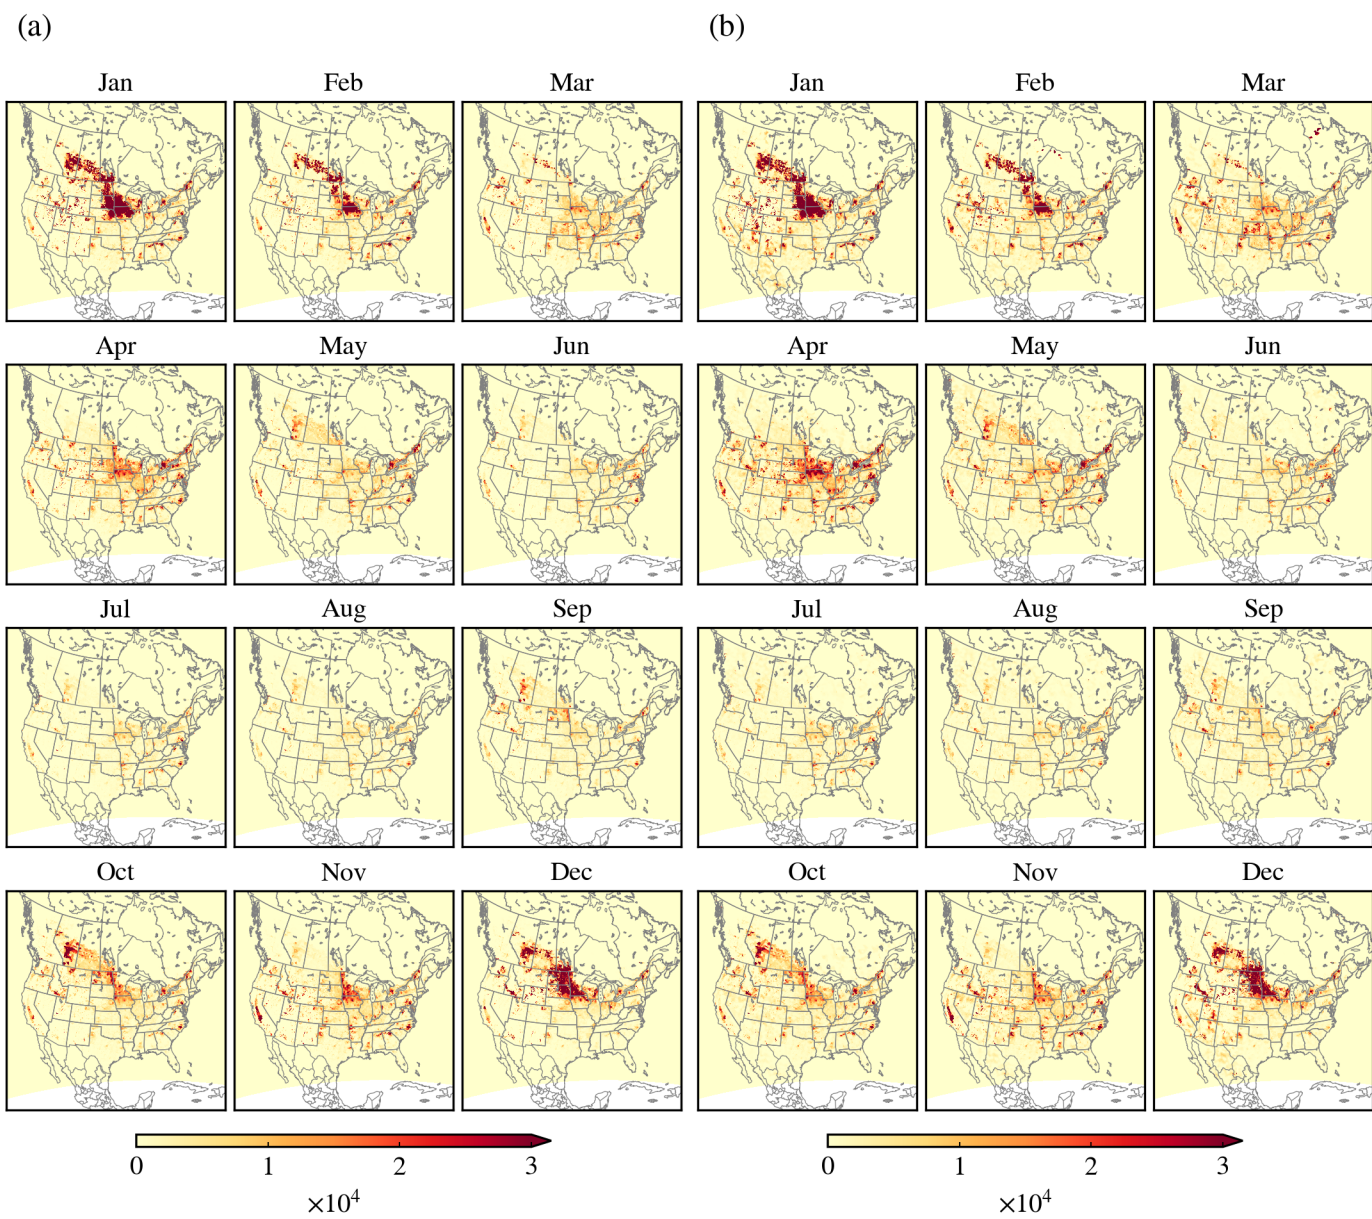 (a) (b)
Jan Feb Mar Jan Feb Mar
Apr May Jun Apr May Jun
Jul Aug Sep Jul Aug Sep
Oct Nov Dec Oct Nov Dec
0 1 2 3 0 1 2 3
×10⁴ ×10⁴